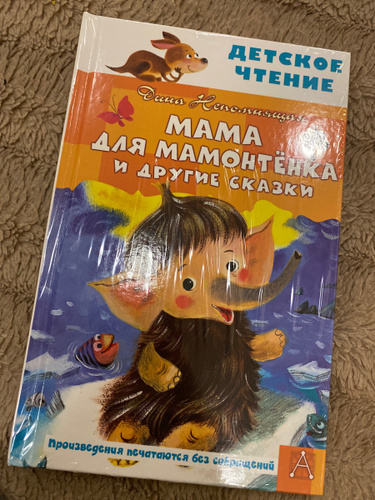 ДЕТСКОЕ
ЧТЕНИЕ
Дина Непомнящая
МАМА
ДЛЯ МАМОНТЁНКА
И ДРУГИЕ СКАЗКИ
Произведения печатаются без сокращений
А